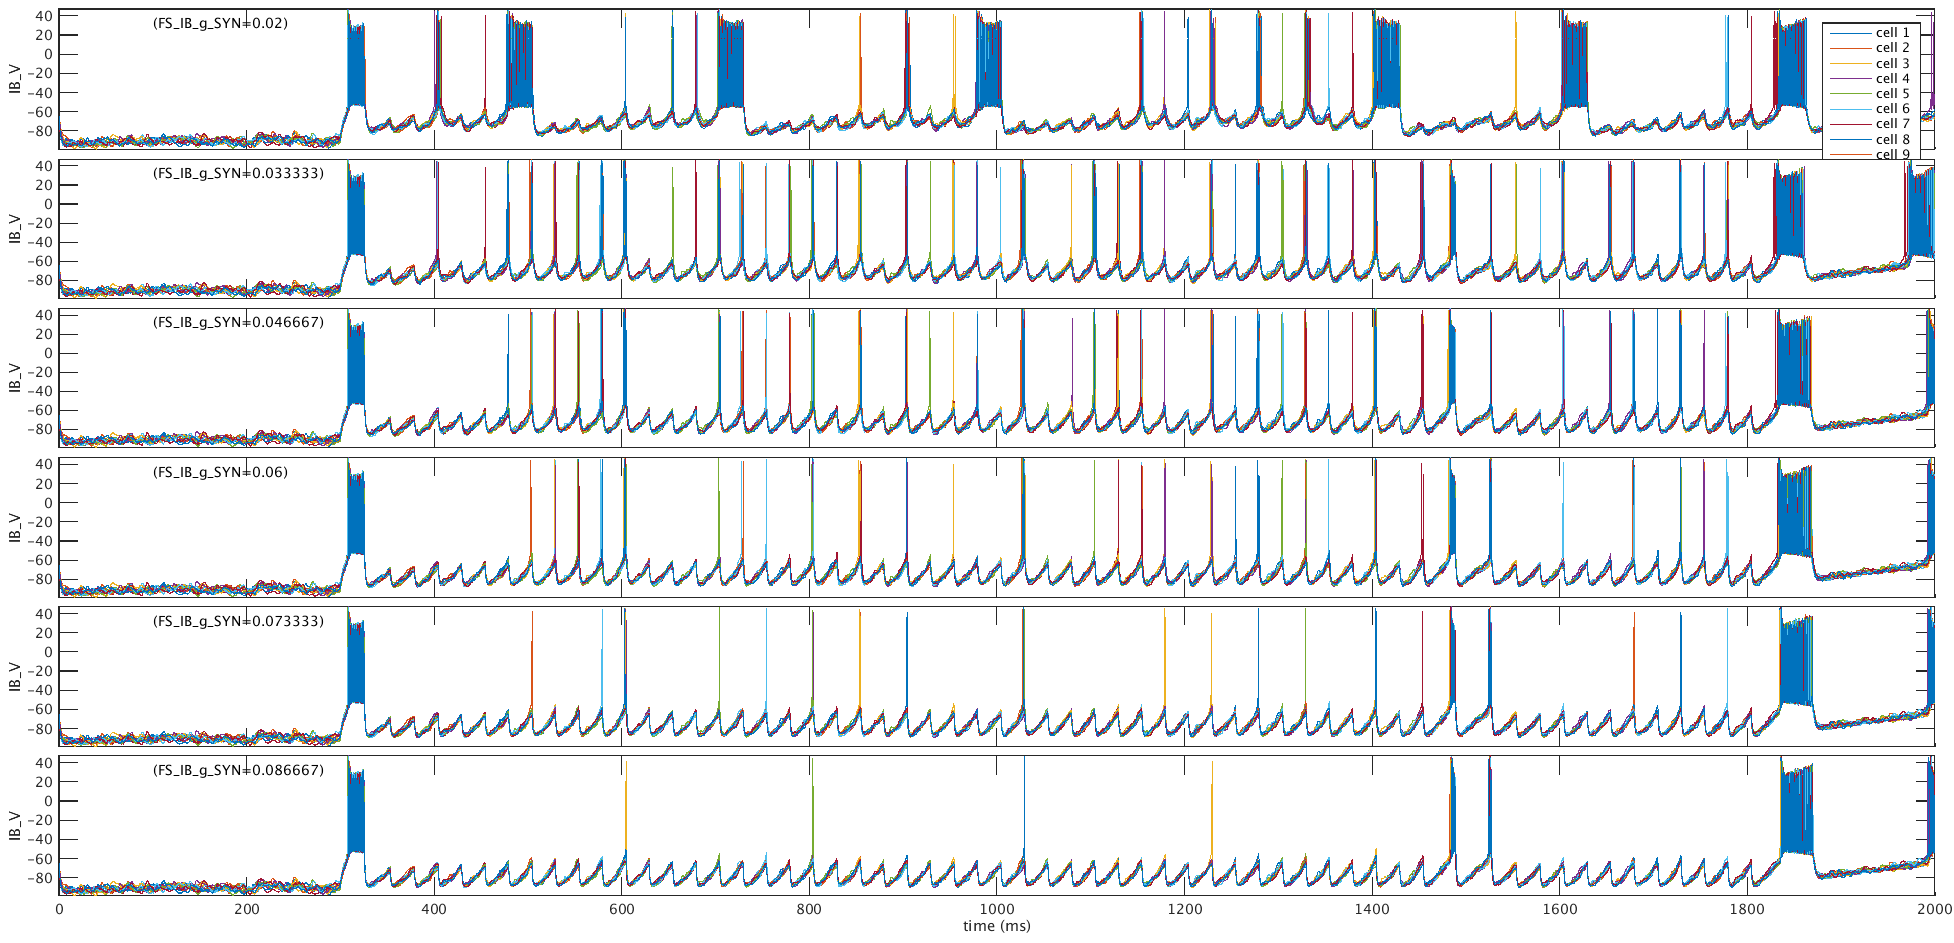 (FS_IB_g_SYN=0.02)
IB_V
40
20
0
-20
-40
-60
-80
cell 1
cell 2
cell 3
cell 4
cell 5
cell 6
cell 7
cell 8
cell 9
(FS_IB_g_SYN=0.033333)
IB_V
40
20
0
-20
-40
-60
-80
(FS_IB_g_SYN=0.046667)
IB_V
40
20
0
-20
-40
-60
-80
(FS_IB_g_SYN=0.06)
IB_V
40
20
0
-20
-40
-60
-80
(FS_IB_g_SYN=0.073333)
IB_V
40
20
0
-20
-40
-60
-80
(FS_IB_g_SYN=0.086667)
IB_V
40
20
0
-20
-40
-60
-80
0 200 400 600 800 1000 1200 1400 1600 1800 2000
time (ms)